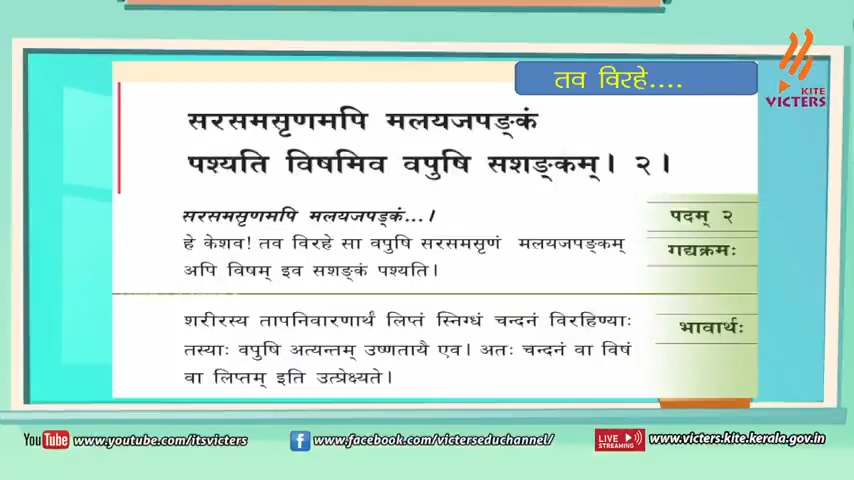 तव विरहे....
KITE
VICTERS
सरसमसृणमपि मलयजपङ्कं
पश्यति विषमिव वपुषि सशङ्कम्। २।
सरसमसृणमपि मलयजपङ्कं...।
पदम् २
हे केशव! तव विरहे सा वपुषि सरसमसृणं मलयजपङ्कम्
अपि विषम् इव सशङ्कं पश्यति।
गद्यक्रमः
शरीरस्य तापनिवारणार्थं लिप्तं स्निग्धं चन्दनं विरहिण्याः
तस्याः वपुषि अत्यन्तम् उष्णतायै एव। अतः चन्दनं वा विषं
वा लिप्तम् इति उत्प्रेक्ष्यते।
भावार्थः
YouTube www.youtube.com/itsvicters
f www.facebook.com/victerseduchannel/
LIVE STREAMING www.victers.kite.kerala.gov.in